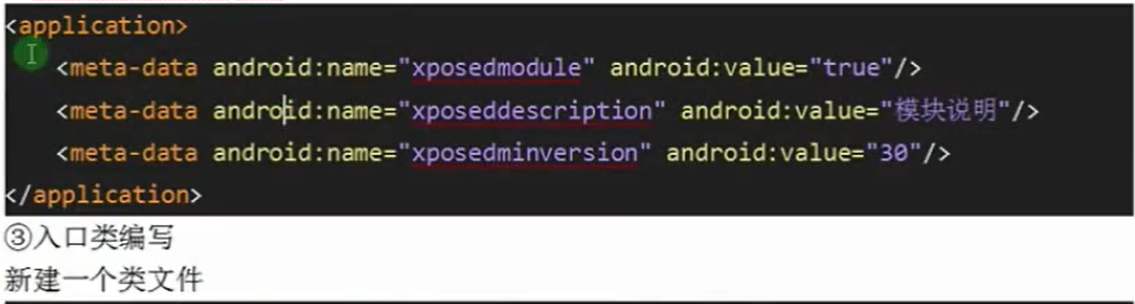 <application>
<meta-data android:name="xposedmodule" android:value="true"/>
<meta-data android:name="xposeddescription" android:value="模块说明"/>
<meta-data android:name="xposedminversion" android:value="30"/>
</application>
③入口类编写
新建一个类文件